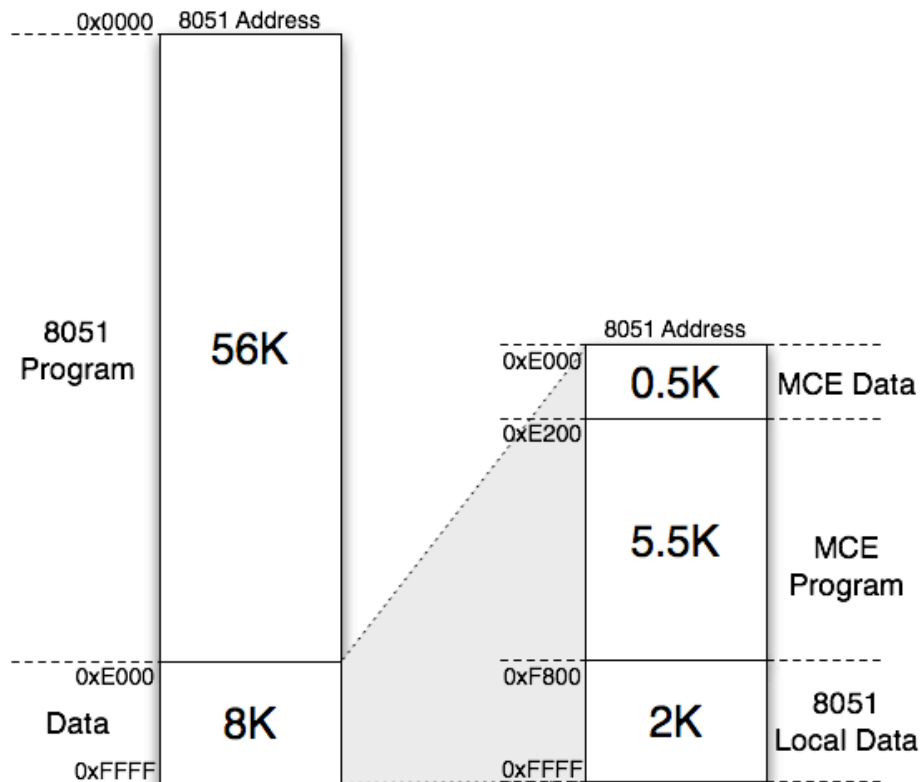 0x0000
8051 Address
8051
Program
56K
0xE000
Data
8K
0xFFFF
8051 Address
0xE000
0.5K
MCE Data
0xE200
5.5K
MCE
Program
0xF800
2K
8051
Local Data
0xFFFF